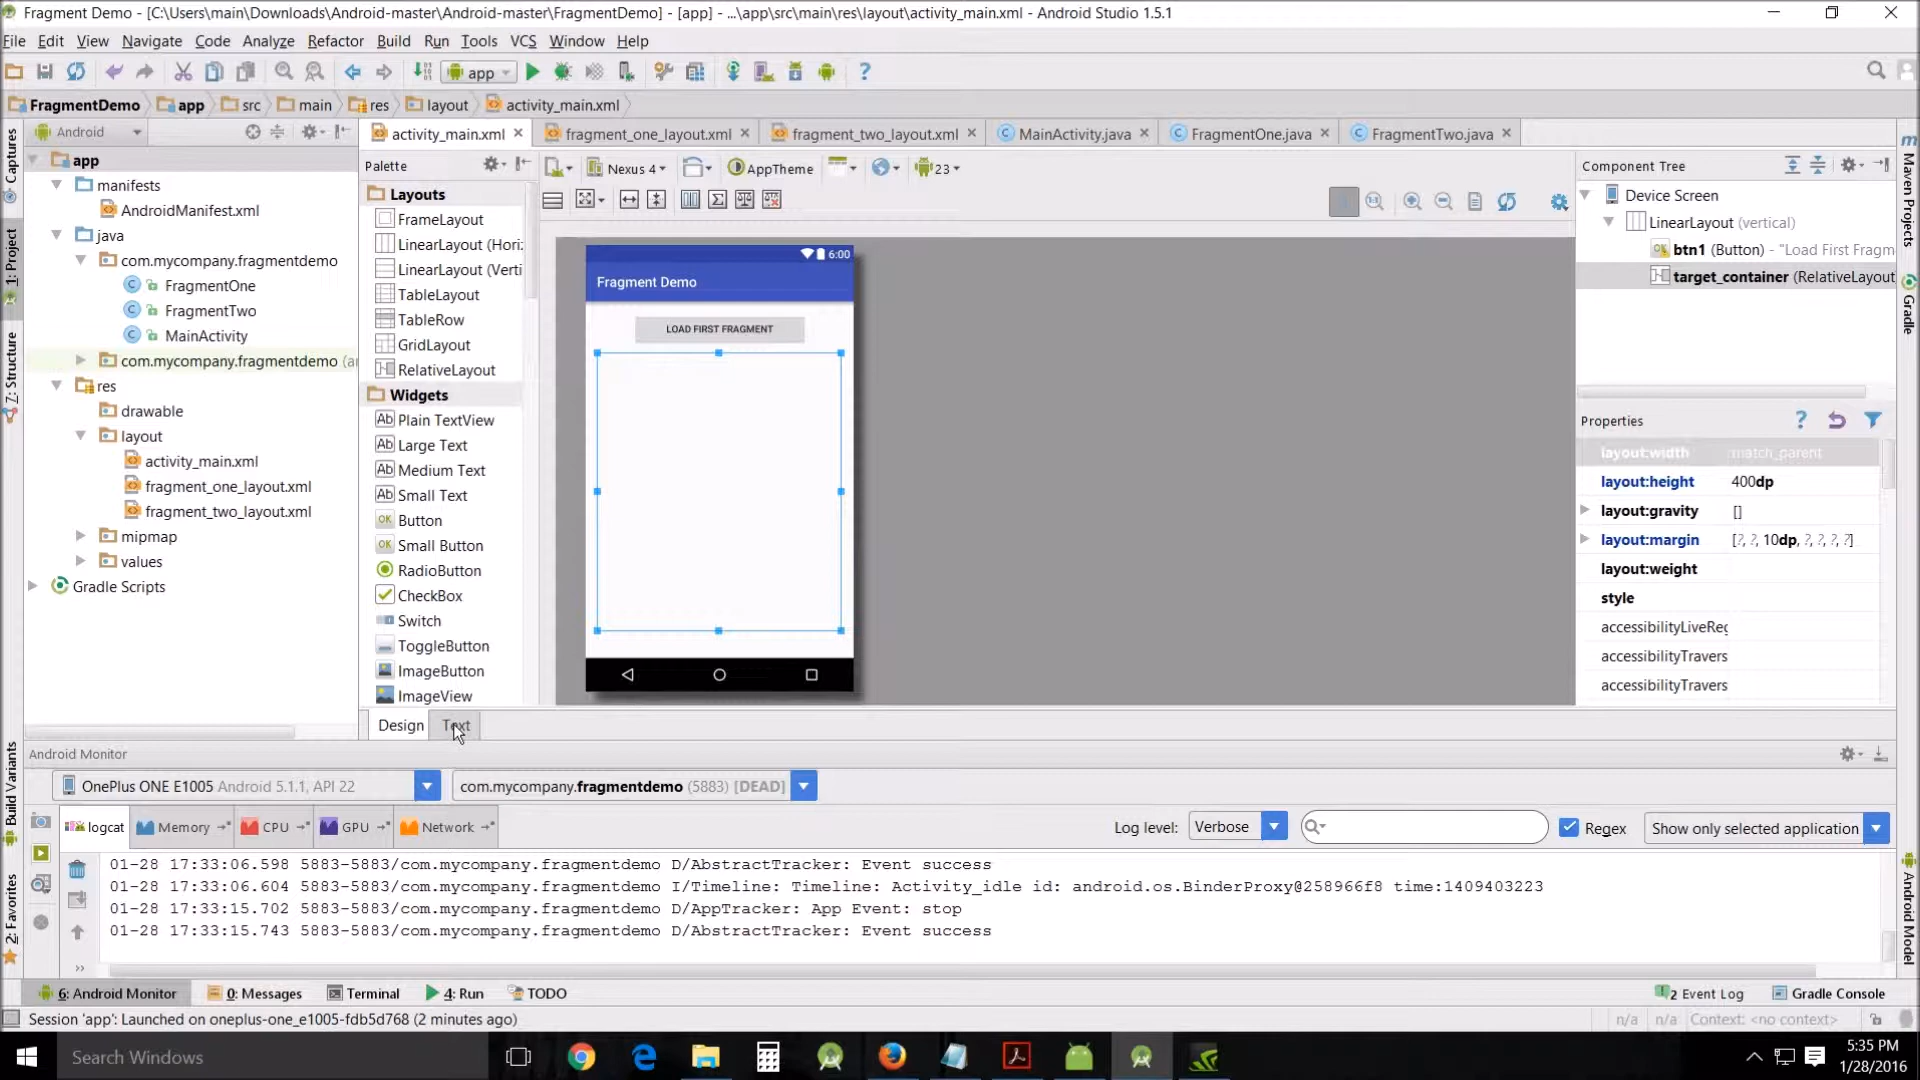 Fragment Demo - [C:\Users\main\Downloads\Android-master\Android-master\FragmentDemo] - [app] - ...\app\src\main\res\layout\activity_main.xml - Android Studio 1.5.1
File Edit View Navigate Code Analyze Refactor Build Run Tools VCS Window Help
app
FragmentDemo app src main res layout activity_main.xml
Android
activity_main.xml fragment_one_layout.xml fragment_two_layout.xml MainActivity.java FragmentOne.java FragmentTwo.java
Captures
1: Project
Z: Structure
Build Variants
2: Favorites
app
manifests
AndroidManifest.xml
java
com.mycompany.fragmentdemo
FragmentOne
FragmentTwo
MainActivity
com.mycompany.fragmentdemo (a
res
drawable
layout
activity_main.xml
fragment_one_layout.xml
fragment_two_layout.xml
mipmap
values
Gradle Scripts
Palette
Layouts
FrameLayout
LinearLayout (Hori
LinearLayout (Verti
TableLayout
TableRow
GridLayout
RelativeLayout
Widgets
Plain TextView
Large Text
Medium Text
Small Text
Button
Small Button
RadioButton
CheckBox
Switch
ToggleButton
ImageButton
ImageView
Nexus 4 AppTheme 23
6:00
Fragment Demo
LOAD FIRST FRAGMENT
Design Text
Component Tree
Device Screen
LinearLayout (vertical)
btn1 (Button) - "Load First Fragm
target_container (RelativeLayout
Properties
layout:width match_parent
layout:height 400dp
layout:gravity []
layout:margin [?, ?, 10dp, ?, ?, ?, ?]
layout:weight
style
accessibilityLiveReg
accessibilityTravers
accessibilityTravers
Maven Projects
Gradle
Android Model
Android Monitor
OnePlus ONE E1005 Android 5.1.1, API 22 com.mycompany.fragmentdemo (5883) [DEAD]
logcat Memory CPU GPU Network Log level: Verbose Regex Show only selected application
01-28 17:33:06.598 5883-5883/com.mycompany.fragmentdemo D/AbstractTracker: Event success
01-28 17:33:06.604 5883-5883/com.mycompany.fragmentdemo I/Timeline: Timeline: Activity_idle id: android.os.BinderProxy@258966f8 time:1409403223
01-28 17:33:15.702 5883-5883/com.mycompany.fragmentdemo D/AppTracker: App Event: stop
01-28 17:33:15.743 5883-5883/com.mycompany.fragmentdemo D/AbstractTracker: Event success
6: Android Monitor 0: Messages Terminal 4: Run TODO 2 Event Log Gradle Console
Session 'app': Launched on oneplus-one_e1005-fdb5d768 (2 minutes ago) n/a n/a Context: <no context>
Search Windows
5:35 PM
1/28/2016